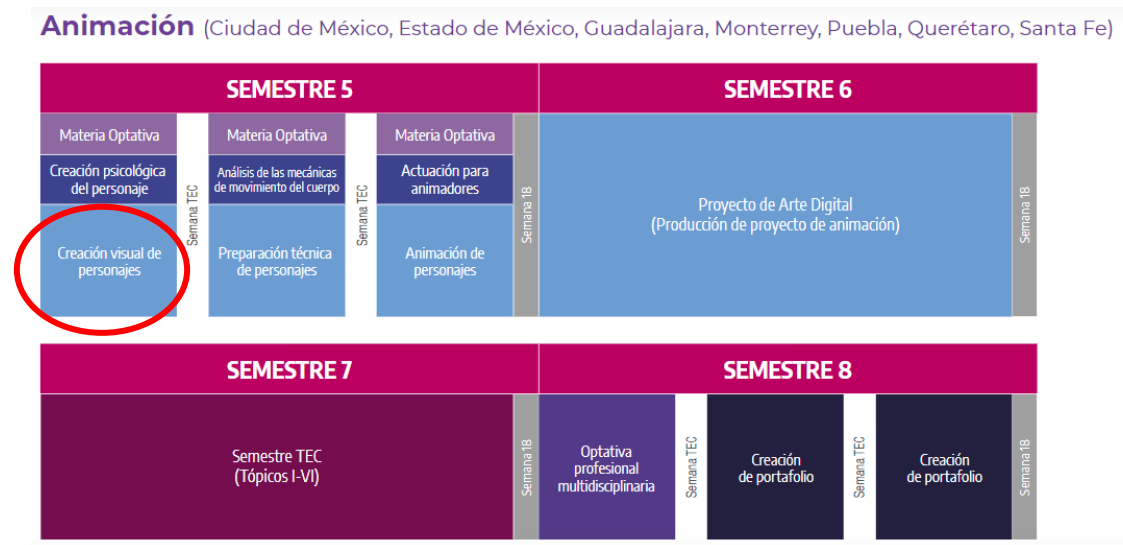 Animación (Ciudad de México, Estado de México, Guadalajara, Monterrey, Puebla, Querétaro, Santa Fe)
SEMESTRE 5
SEMESTRE 6
Materia Optativa
Creación psicológica
del personaje
Creación visual de
personajes
Semana TEC
Materia Optativa
Análisis de las mecánicas
de movimiento del cuerpo
Preparación técnica
de personajes
Semana TEC
Materia Optativa
Actuación para
animadores
Animación de
personajes
Semana 18
Proyecto de Arte Digital
(Producción de proyecto de animación)
Semana 18
SEMESTRE 7
SEMESTRE 8
Semestre TEC
(Tópicos I-VI)
Semana 18
Optativa
profesional
multidisciplinaria
Semana TEC
Creación
de portafolio
Semana TEC
Creación
de portafolio
Semana 18